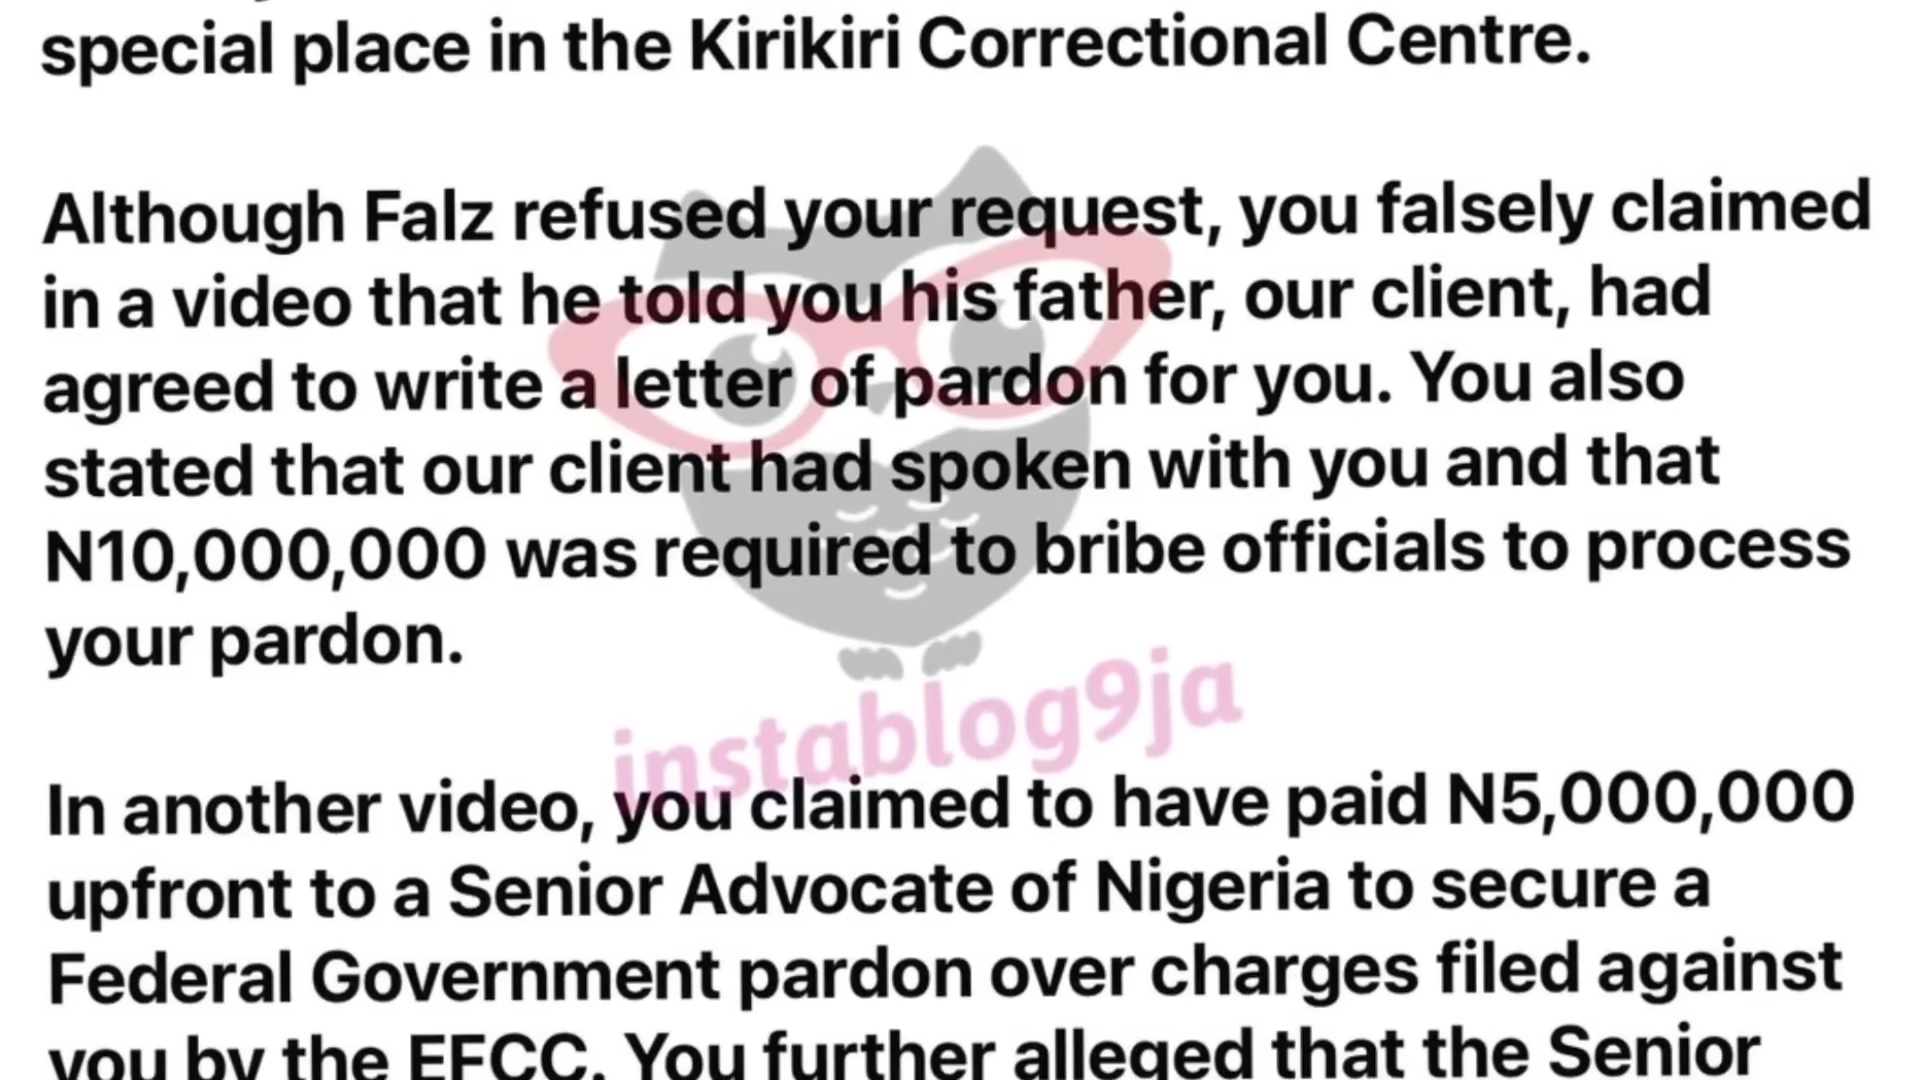 special place in the Kirikiri Correctional Centre.
Although Falz refused your request, you falsely claimed
in a video that he told you his father, our client, had
agreed to write a letter of pardon for you. You also
stated that our client had spoken with you and that
N10,000,000 was required to bribe officials to process
your pardon.
instablog9ja
In another video, you claimed to have paid N5,000,000
upfront to a Senior Advocate of Nigeria to secure a
Federal Government pardon over charges filed against
you by the EFCC. You further alleged that the Senior